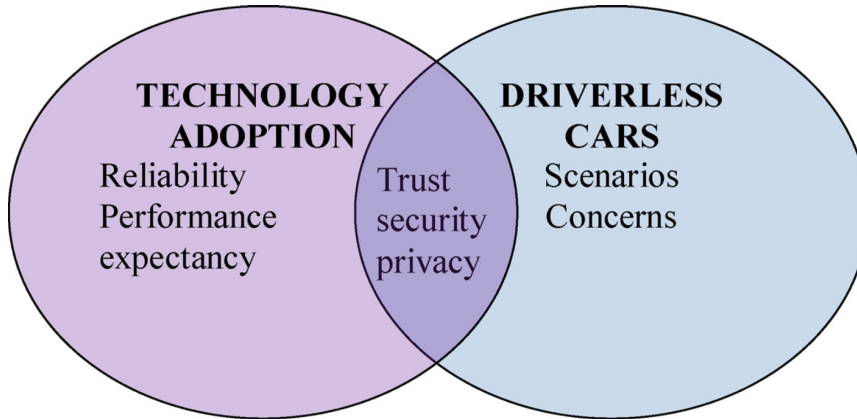 TECHNOLOGY
ADOPTION
Reliability
Performance
expectancy
Trust
security
privacy
DRIVERLESS
CARS
Scenarios
Concerns